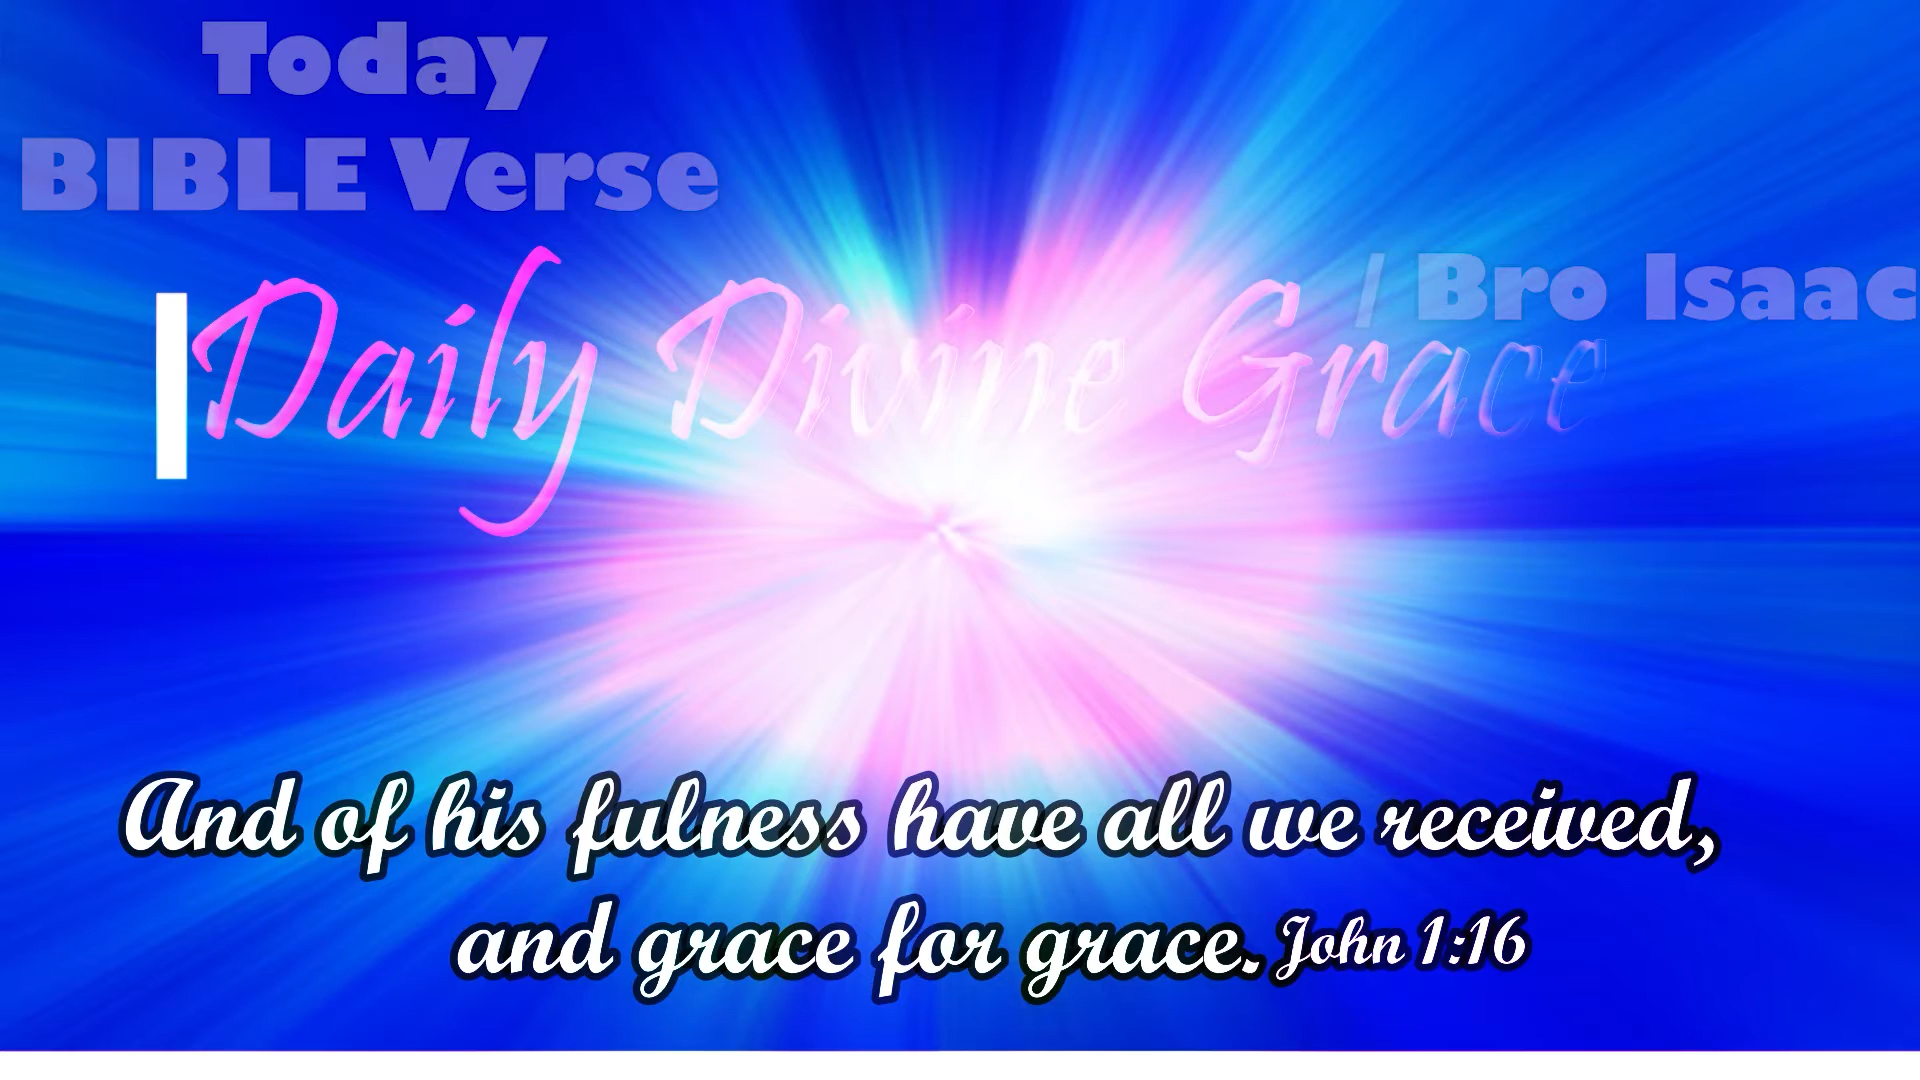 Today
BIBLE Verse
/ Bro Isaac
Daily Divine Grace
And of his fulness have all we received,
and grace for grace. John 1:16